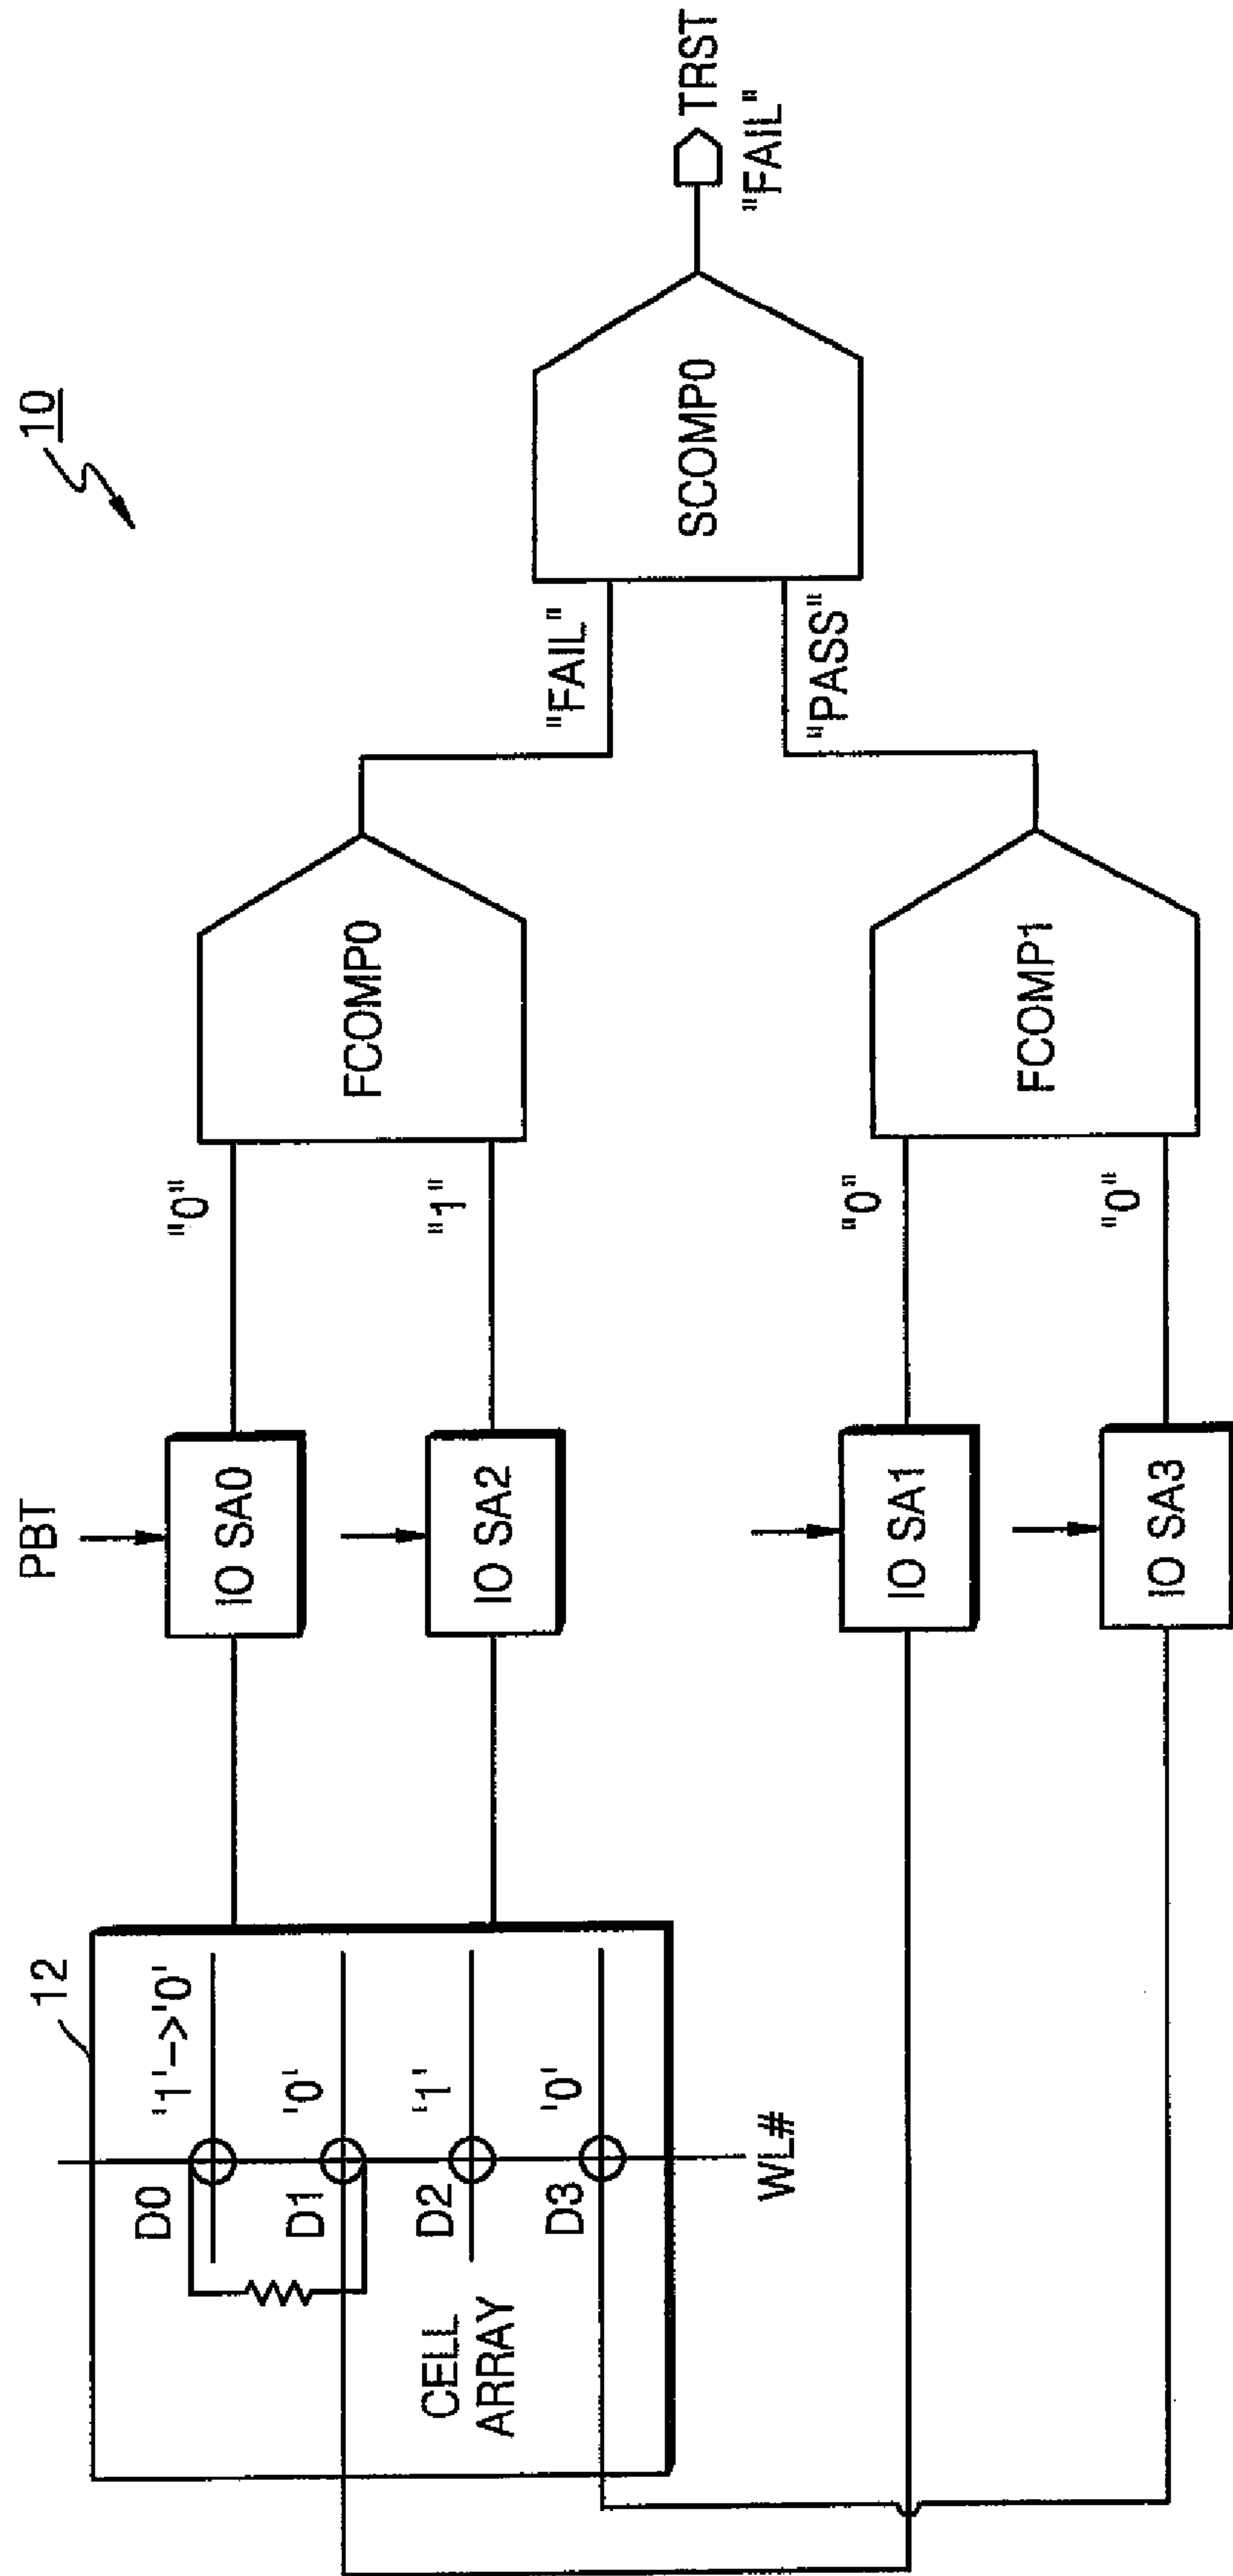 10
12
CELL
ARRAY
D0
'1'->'0'
D1
'0'
D2
'1'
D3
'0'
WL#
PBT
IO SA0
"0"
IO SA2
"1"
FCOMP0
"FAIL"
IO SA1
"0"
IO SA3
"0"
FCOMP1
"PASS"
SCOMP0
TRST
"FAIL"